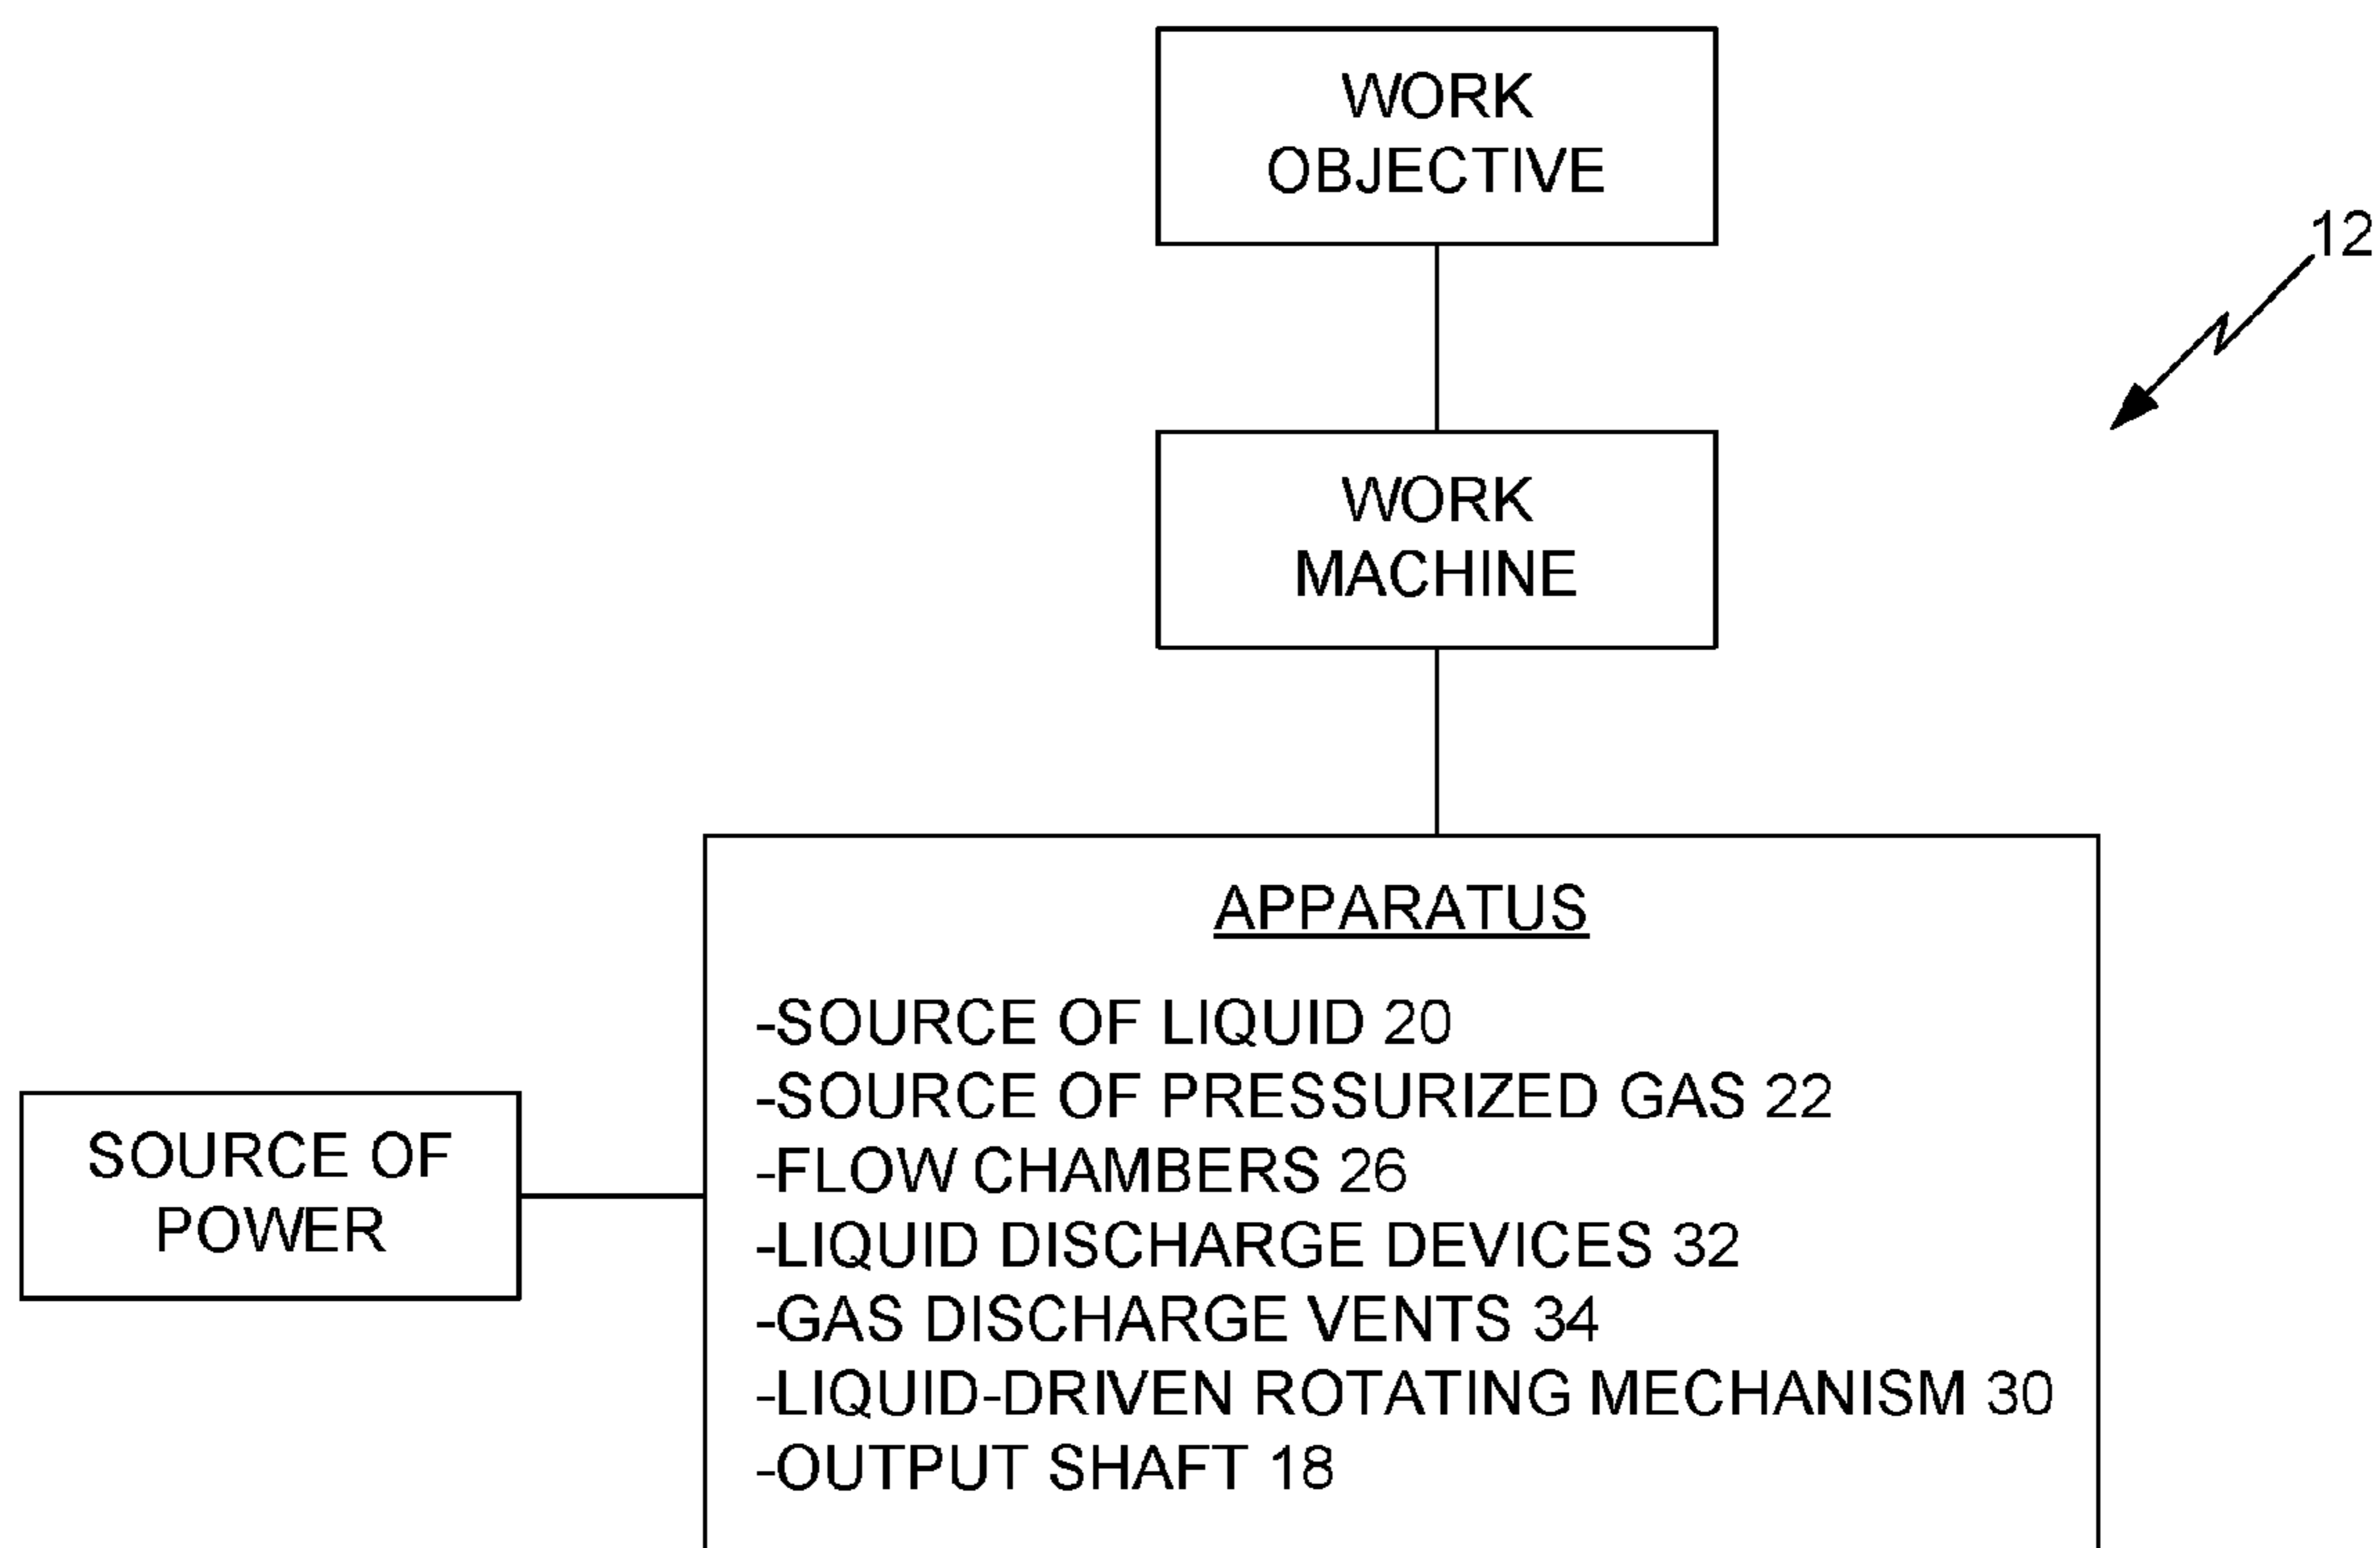 WORK
OBJECTIVE
12
WORK
MACHINE
APPARATUS
-SOURCE OF LIQUID 20
-SOURCE OF PRESSURIZED GAS 22
-FLOW CHAMBERS 26
-LIQUID DISCHARGE DEVICES 32
-GAS DISCHARGE VENTS 34
-LIQUID-DRIVEN ROTATING MECHANISM 30
-OUTPUT SHAFT 18
SOURCE OF
POWER